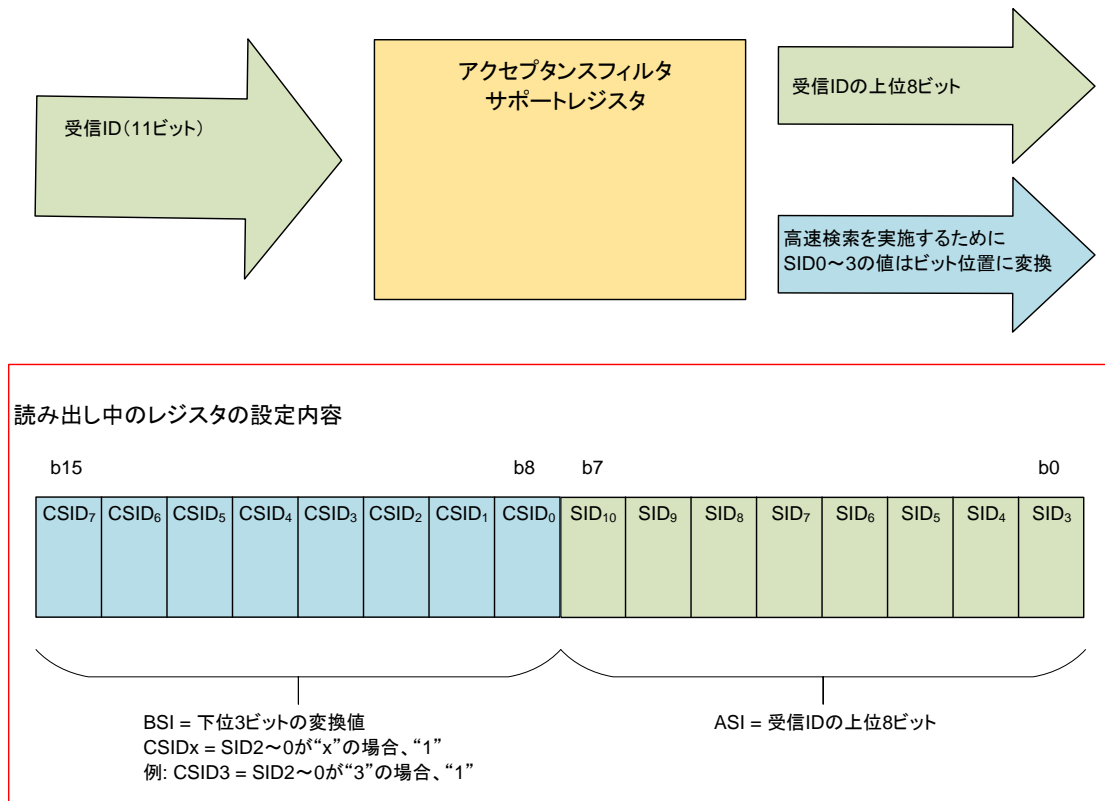 受信ID(11ビット)
アクセプタンスフィルタ
サポートレジスタ
受信IDの上位8ビット
高速検索を実施するために
SID0～3の値はビット位置に変換
読み出し中のレジスタの設定内容
b15 b8 b7 b0
CSID₇ CSID₆ CSID₅ CSID₄ CSID₃ CSID₂ CSID₁ CSID₀ SID₁₀ SID₉ SID₈ SID₇ SID₆ SID₅ SID₄ SID₃
BSI = 下位3ビットの変換値
CSIDx = SID2～0が“x”の場合、“1”
例: CSID3 = SID2～0が“3”の場合、“1”
ASI = 受信IDの上位8ビット